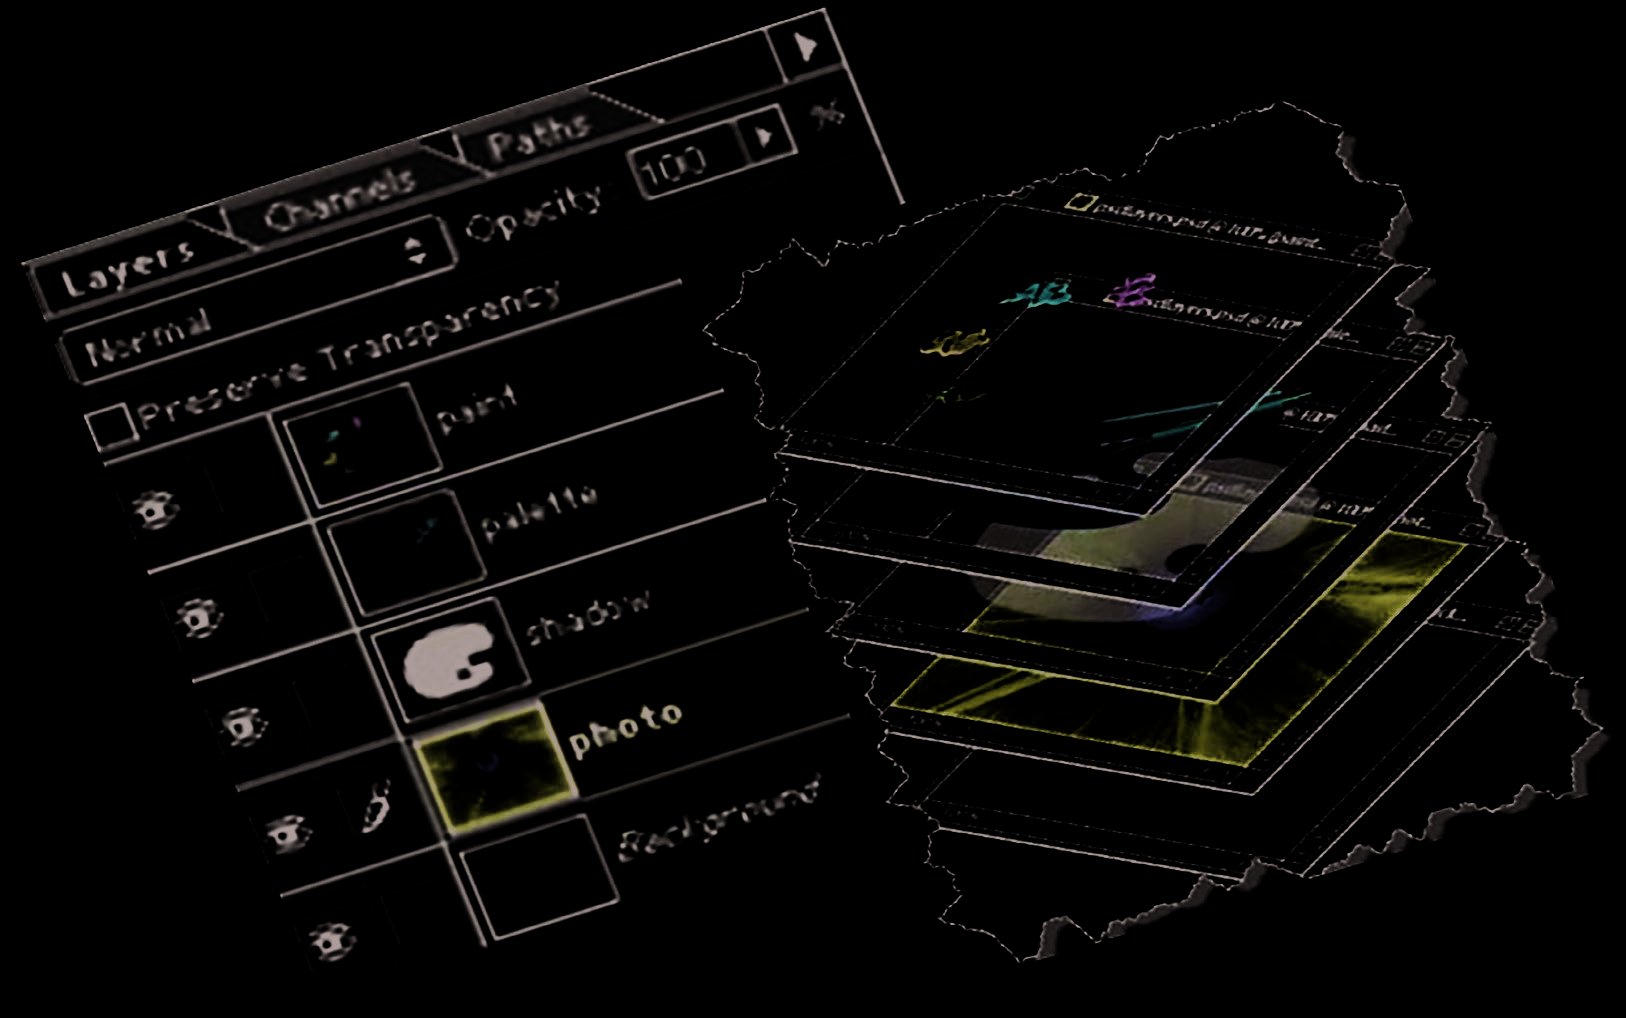 Layers Channels Paths
Normal
Opacity: 100 %
Preserve Transparency
paint
palette
shadow
photo
Background